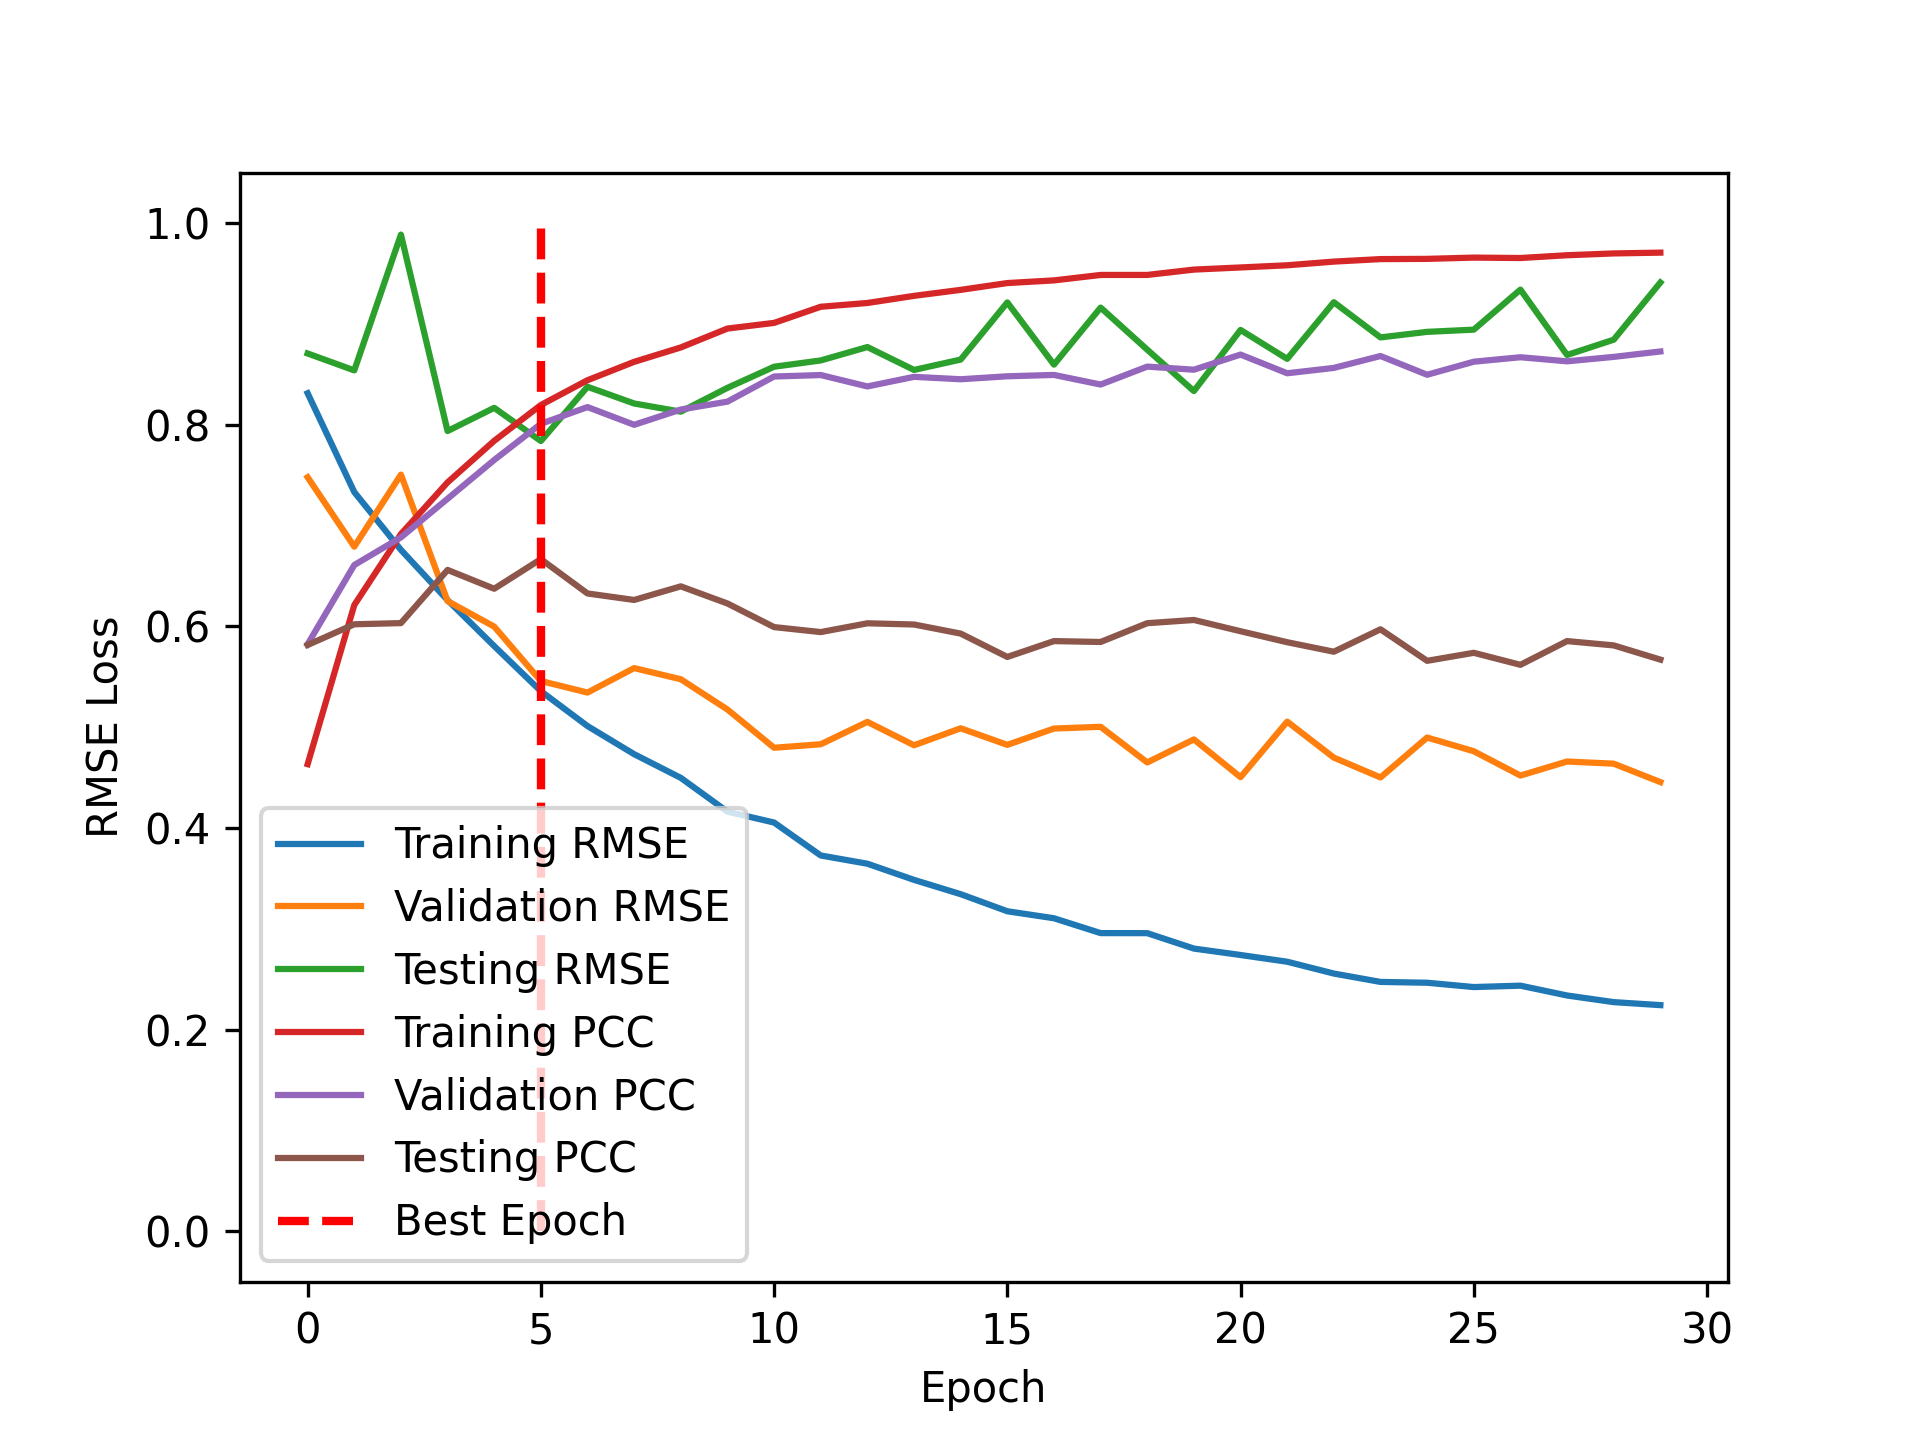 1.0
0.8
0.6
0.4
0.2
0.0
RMSE Loss
Training RMSE
Validation RMSE
Testing RMSE
Training PCC
Validation PCC
Testing PCC
Best Epoch
0 5 10 15 20 25 30
Epoch